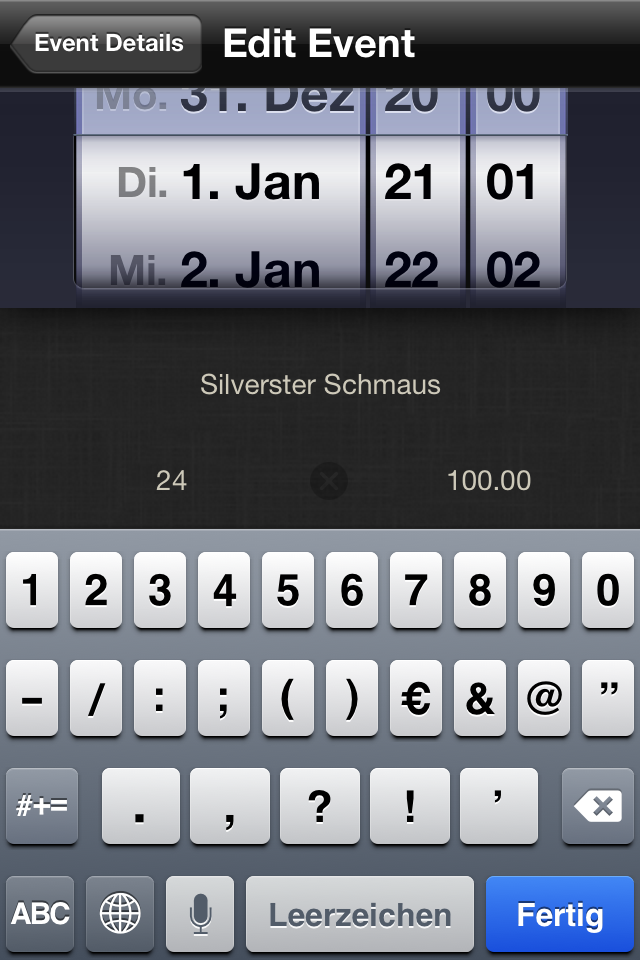 Event Details Edit Event
Mo. 31. Dez 20 00
Di. 1. Jan 21 01
Mi. 2. Jan 22 02
Silverster Schmaus
24 100.00
1 2 3 4 5 6 7 8 9 0
- / : ; ( ) € & @ ”
#+= . , ? ! ’
ABC Leerzeichen Fertig